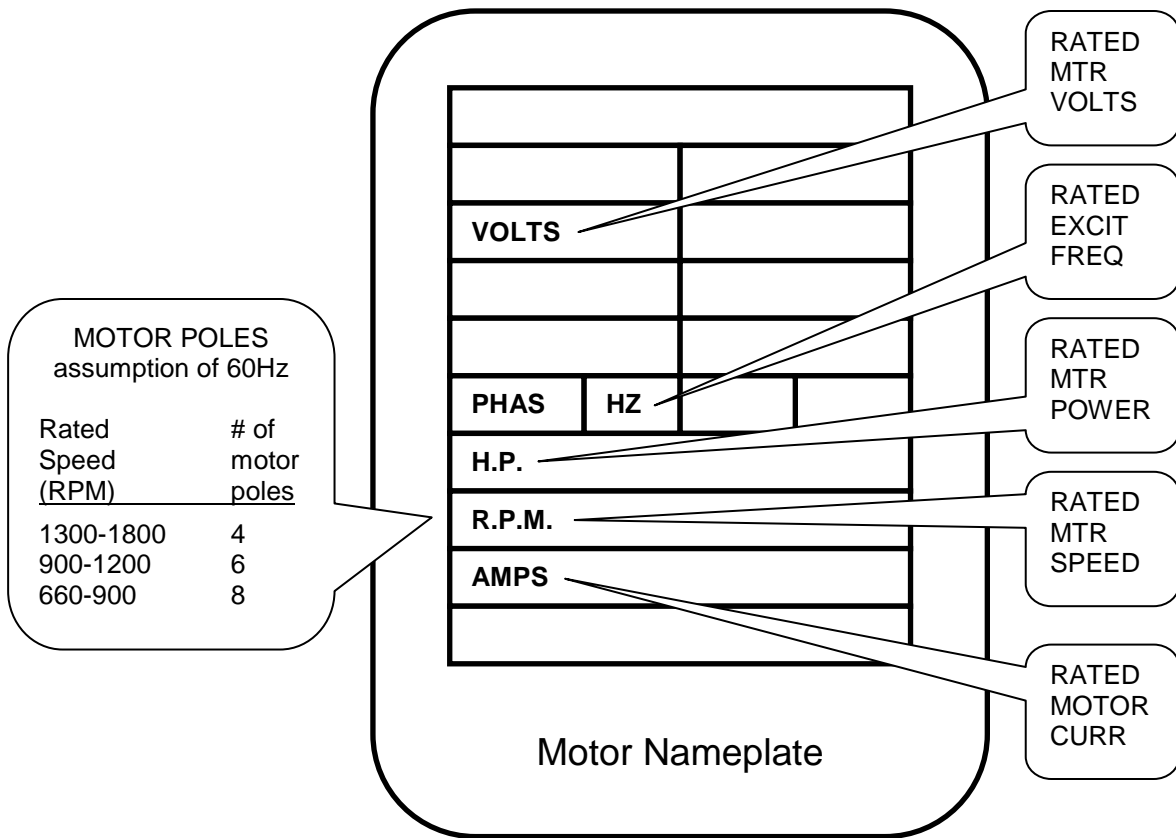 RATED
MTR
VOLTS
RATED
EXCIT
FREQ
RATED
MTR
POWER
RATED
MTR
SPEED
RATED
MOTOR
CURR
VOLTS
PHAS HZ
H.P.
R.P.M.
AMPS
MOTOR POLES
assumption of 60Hz
Rated # of
Speed motor
(RPM) poles
1300-1800 4
900-1200 6
660-900 8
Motor Nameplate